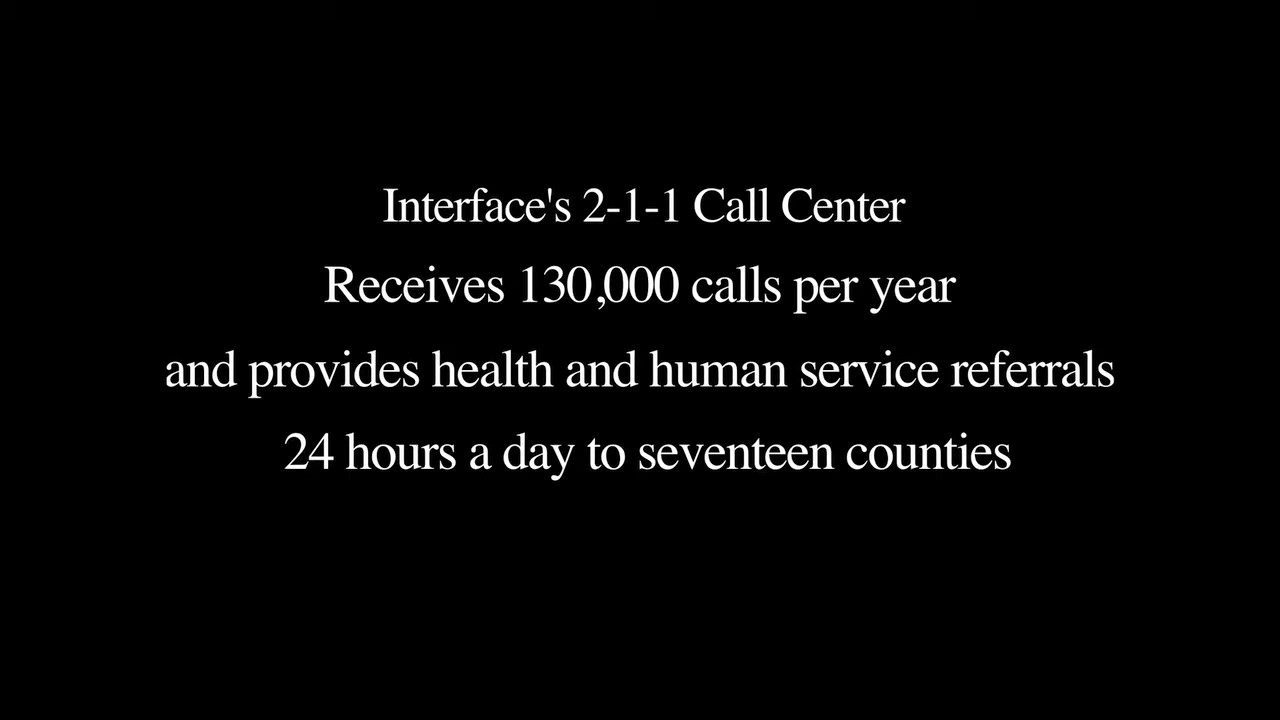 Interface's 2-1-1 Call Center
Receives 130,000 calls per year
and provides health and human service referrals
24 hours a day to seventeen counties